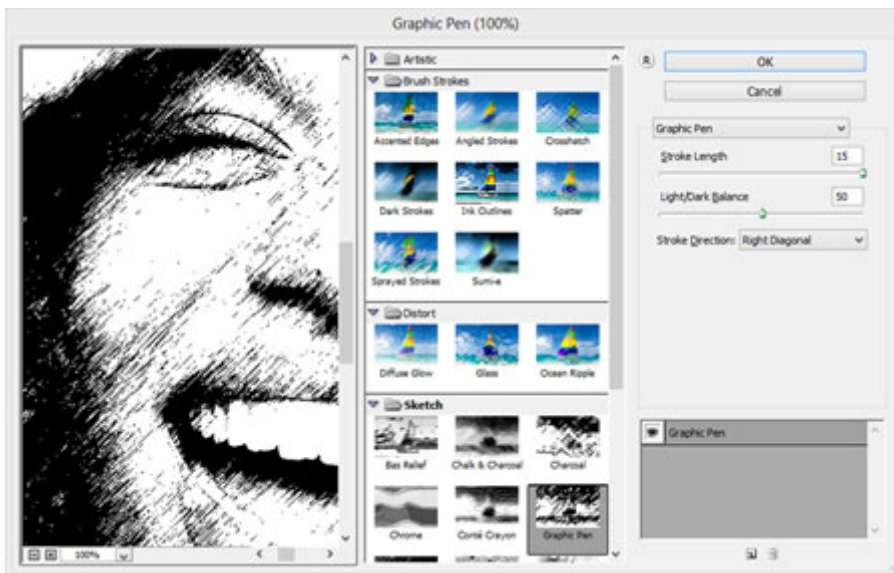 Graphic Pen (100%)
Artistic
Brush Strokes
Accented Edges Angled Strokes Crosshatch
Dark Strokes Ink Outlines Spatter
Sprayed Strokes Sumi-e
Distort
Diffuse Glow Glass Ocean Ripple
Sketch
Bas Relief Chalk & Charcoal Charcoal
Chrome Conté Crayon Graphic Pen
100%
OK
Cancel
Graphic Pen
Stroke Length 15
Light/Dark Balance 50
Stroke Direction: Right Diagonal
Graphic Pen